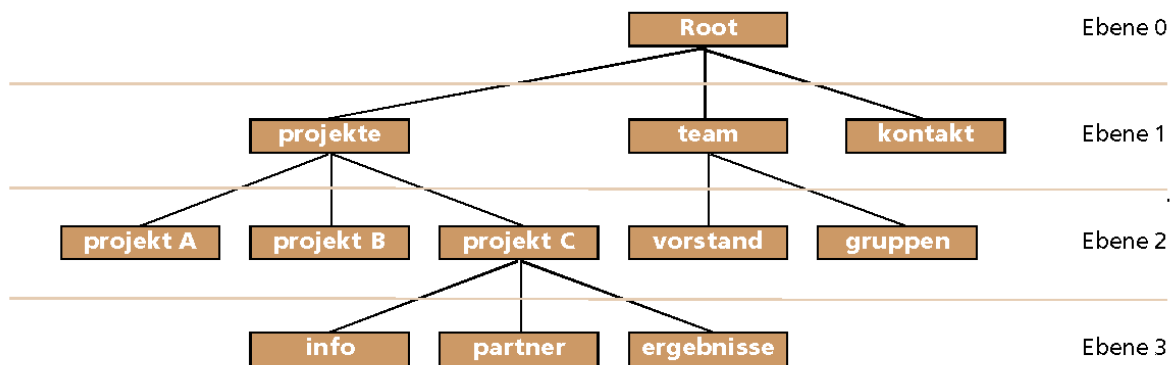 Root
Ebene 0
projekte
team
kontakt
Ebene 1
projekt A
projekt B
projekt C
vorstand
gruppen
Ebene 2
info
partner
ergebnisse
Ebene 3